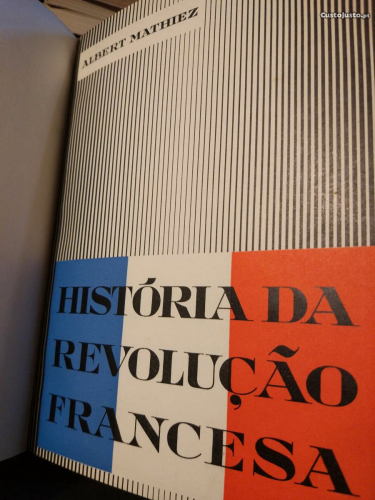 CustoJusto.pt
ALBERT MATHIEZ
HISTÓRIA DA
REVOLUÇÃO
FRANCESA